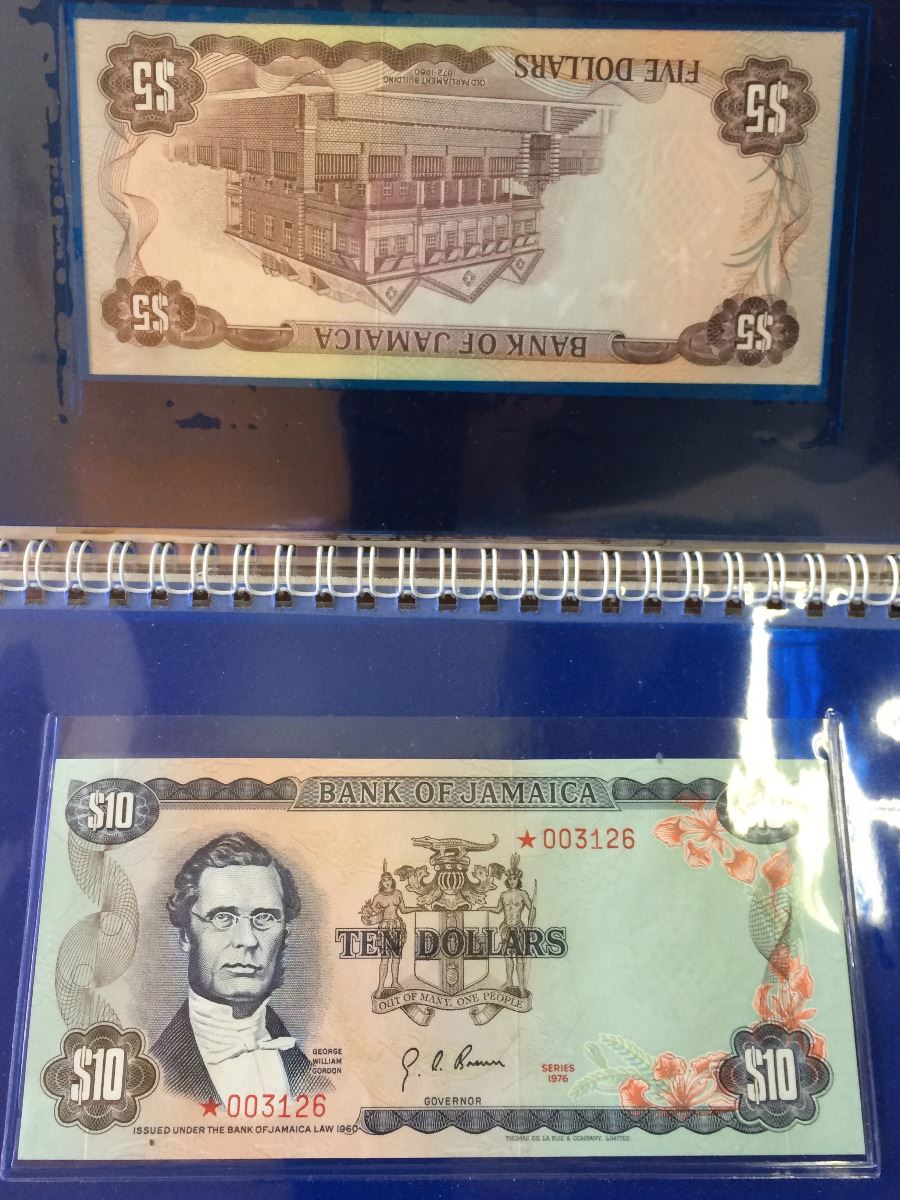 $5
$5
FIVE DOLLARS
OLD PARLIAMENT BUILDING
1872-1960
BANK OF JAMAICA
$5
$5
BANK OF JAMAICA
$10
★003126
TEN DOLLARS
OUT OF MANY, ONE PEOPLE
GEORGE
WILLIAM
GORDON
GOVERNOR
SERIES
1976
$10
$10
★003126
ISSUED UNDER THE BANK OF JAMAICA LAW 1960
THOMAS DE LA RUE & COMPANY, LIMITED.